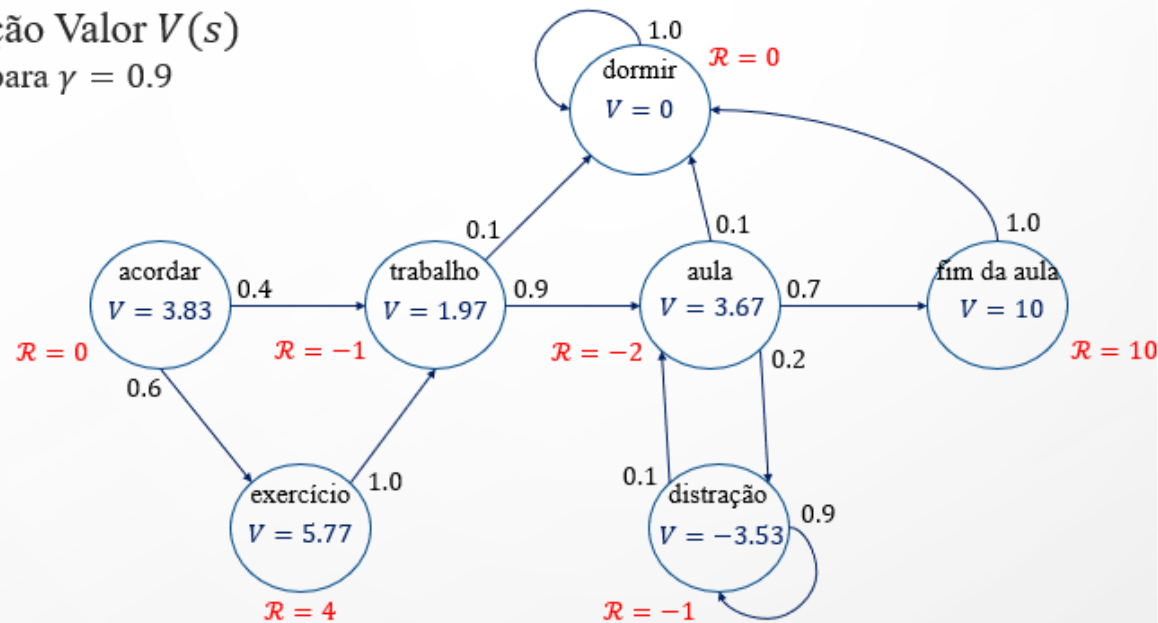 ção Valor V(s)
para γ = 0.9
1.0
ℛ = 0
dormir
V = 0
0.1
0.1
1.0
acordar
V = 3.83
0.4
trabalho
V = 1.97
0.9
aula
V = 3.67
0.7
fim da aula
V = 10
ℛ = 0
ℛ = −1
ℛ = −2
0.2
ℛ = 10
0.6
0.1
1.0
exercício
V = 5.77
distração
V = −3.53
0.9
ℛ = 4
ℛ = −1